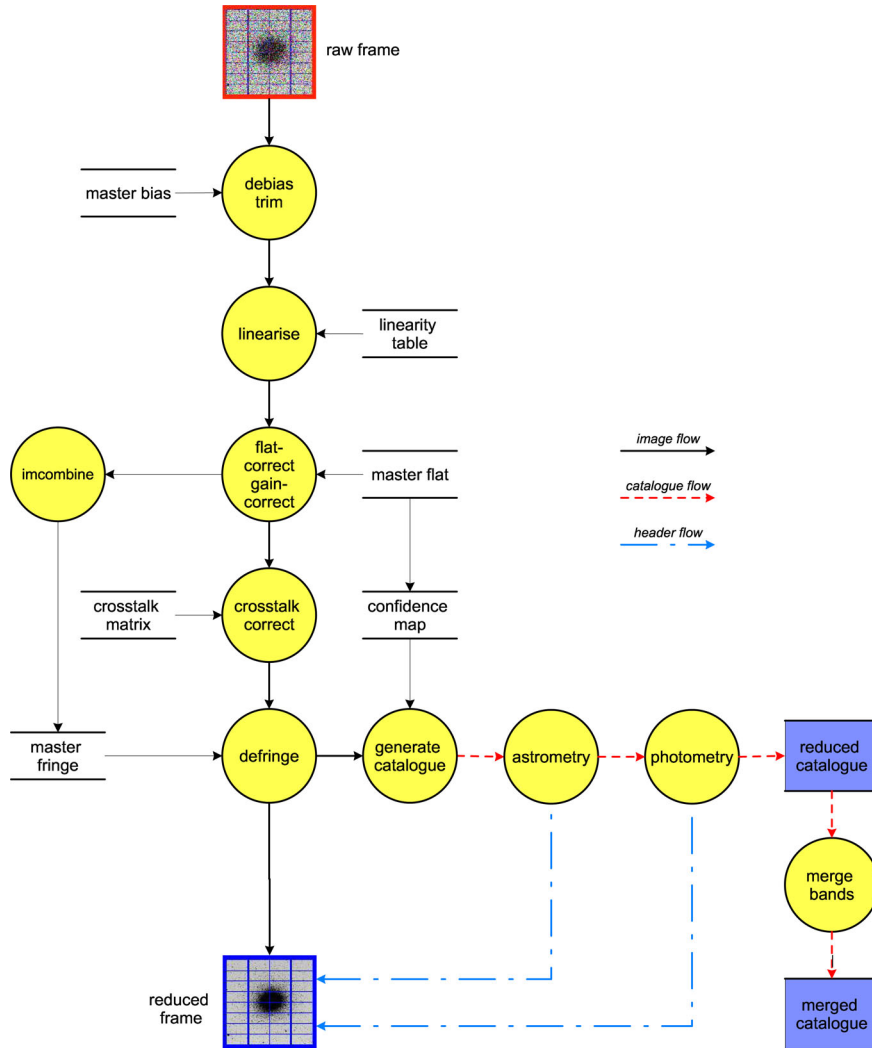 raw frame
debias
trim
master bias
linearise
linearity
table
imcombine
flat-
correct
gain-
correct
master flat
image flow
catalogue flow
header flow
crosstalk
matrix
crosstalk
correct
confidence
map
master
fringe
defringe
generate
catalogue
astrometry
photometry
reduced
catalogue
merge
bands
reduced
frame
merged
catalogue